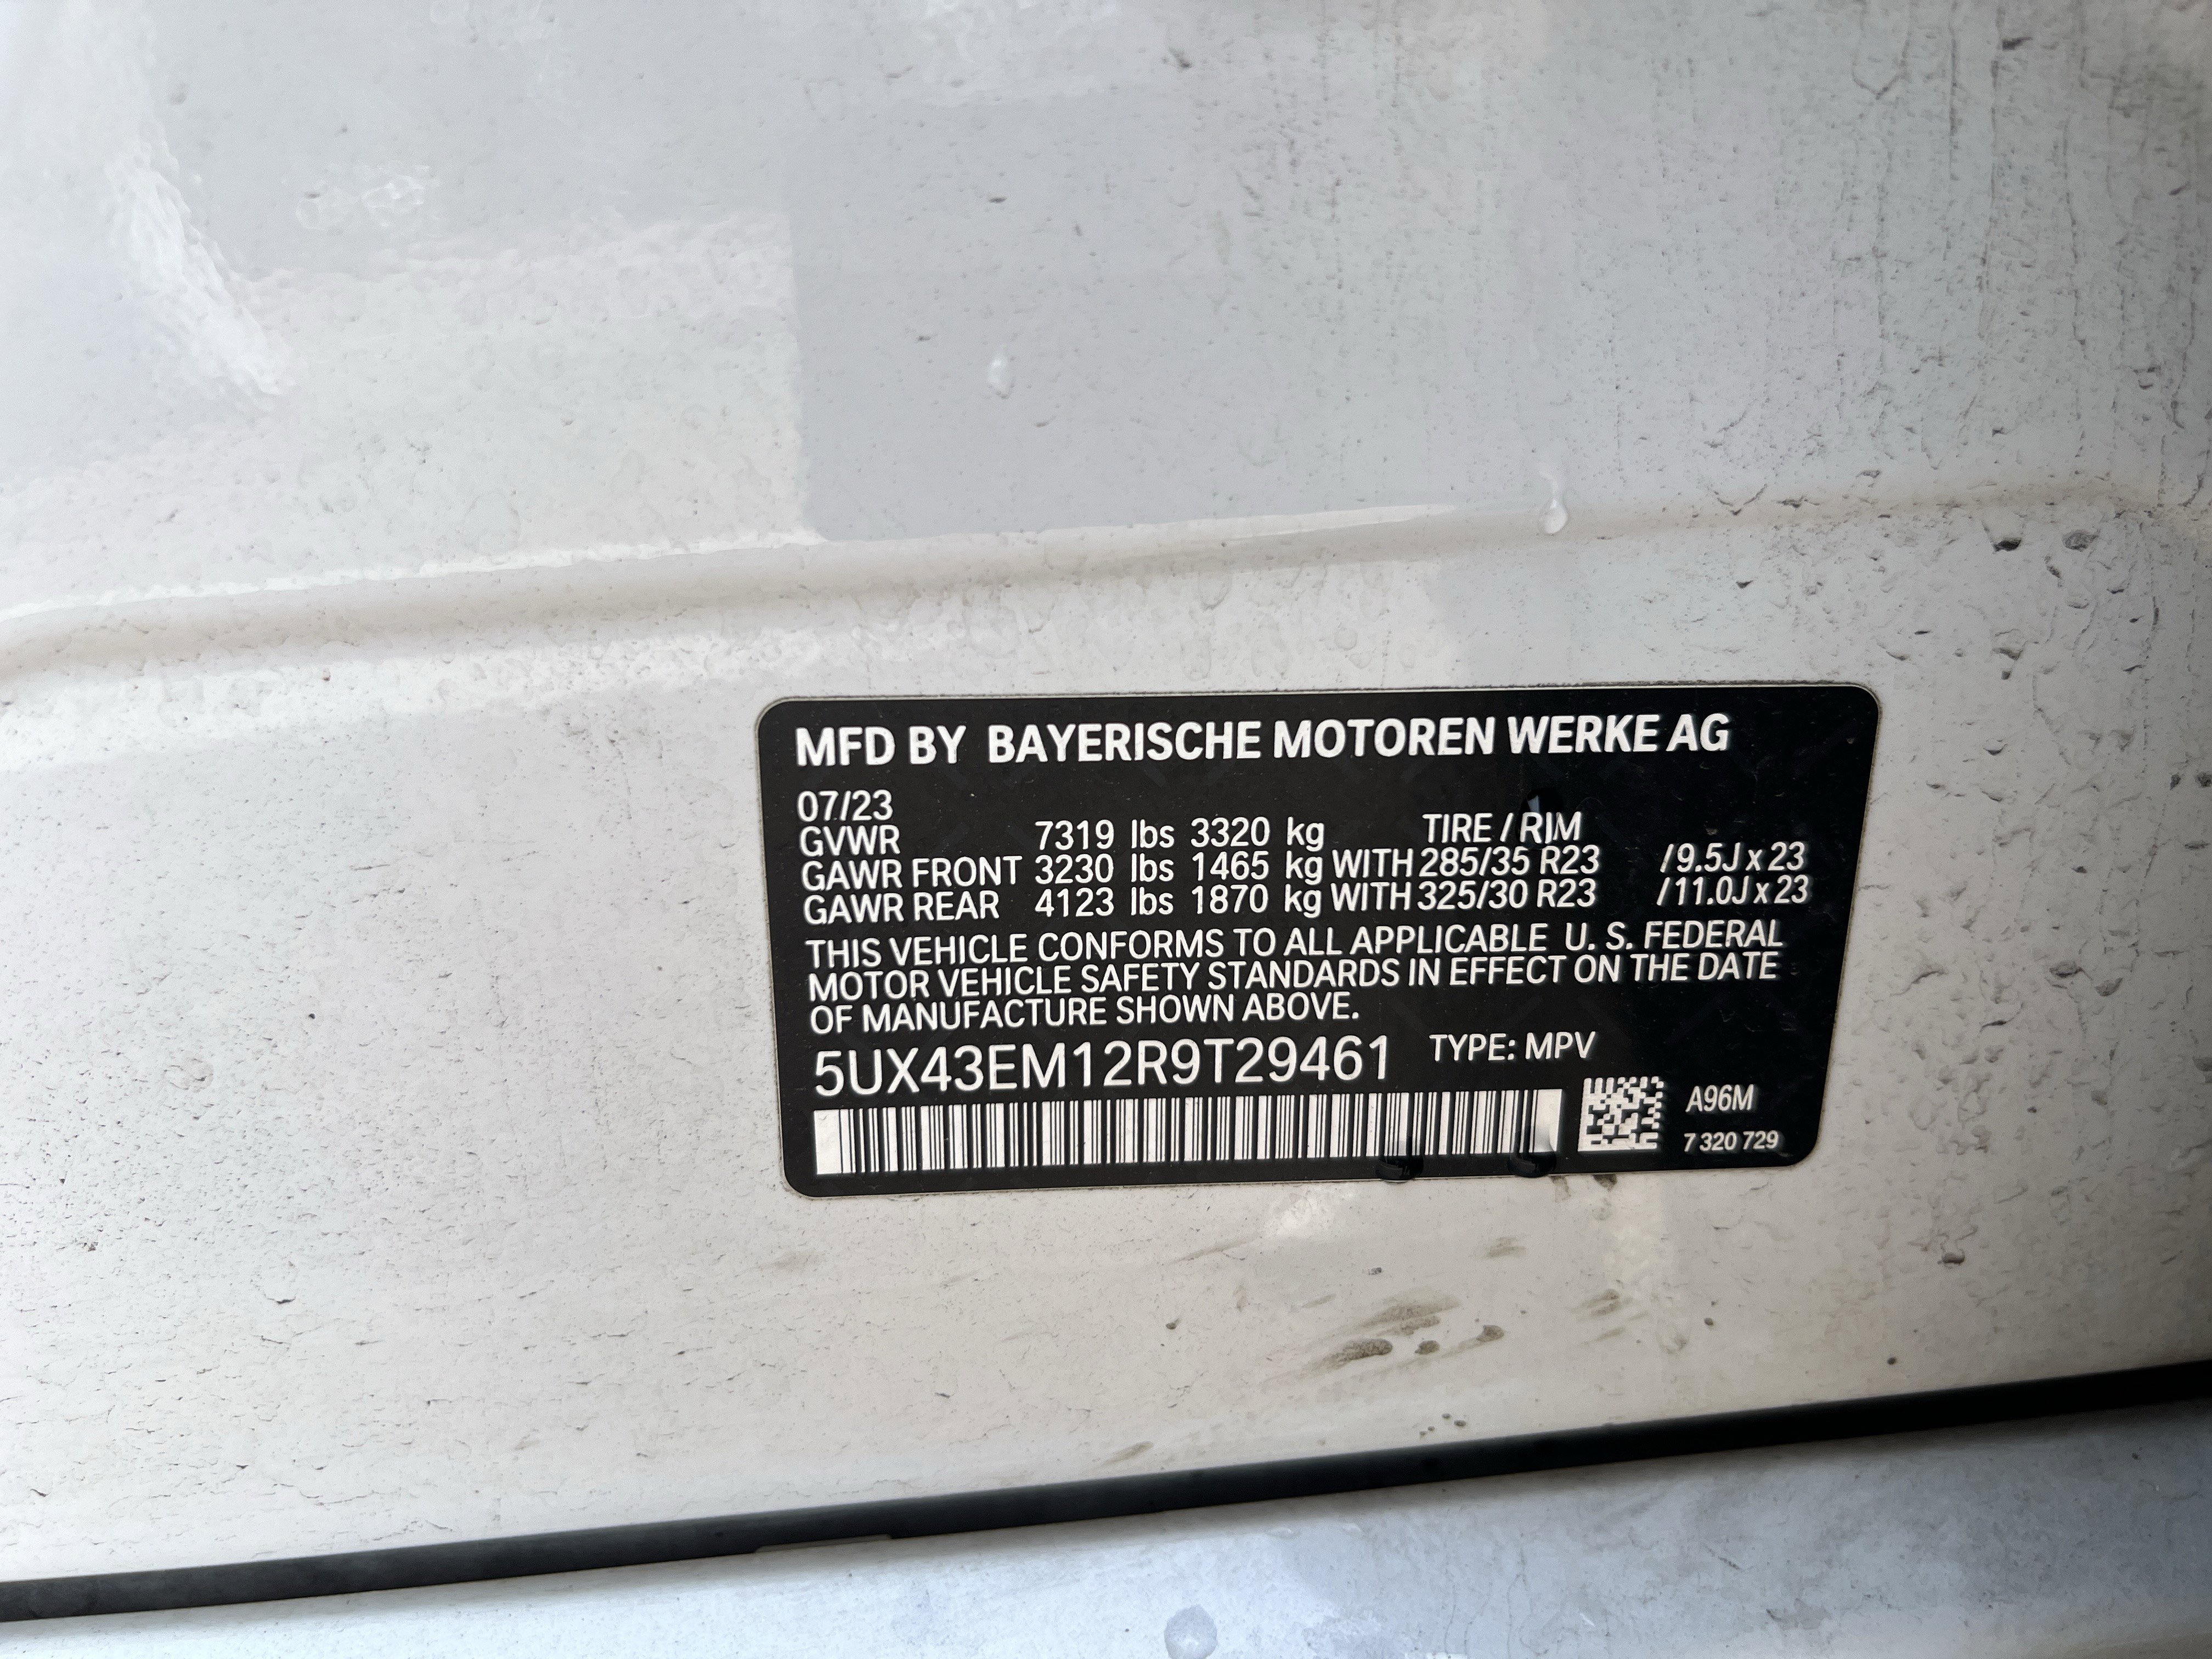 MFD BY BAYERISCHE MOTOREN WERKE AG
07/23
GVWR 7319 lbs 3320 kg TIRE / RIM
GAWR FRONT 3230 lbs 1465 kg WITH 285/35 R23 /9.5J x 23
GAWR REAR 4123 lbs 1870 kg WITH 325/30 R23 /11.0J x 23
THIS VEHICLE CONFORMS TO ALL APPLICABLE U. S. FEDERAL
MOTOR VEHICLE SAFETY STANDARDS IN EFFECT ON THE DATE
OF MANUFACTURE SHOWN ABOVE.
5UX43EM12R9T29461 TYPE: MPV
A96M
7 320 729